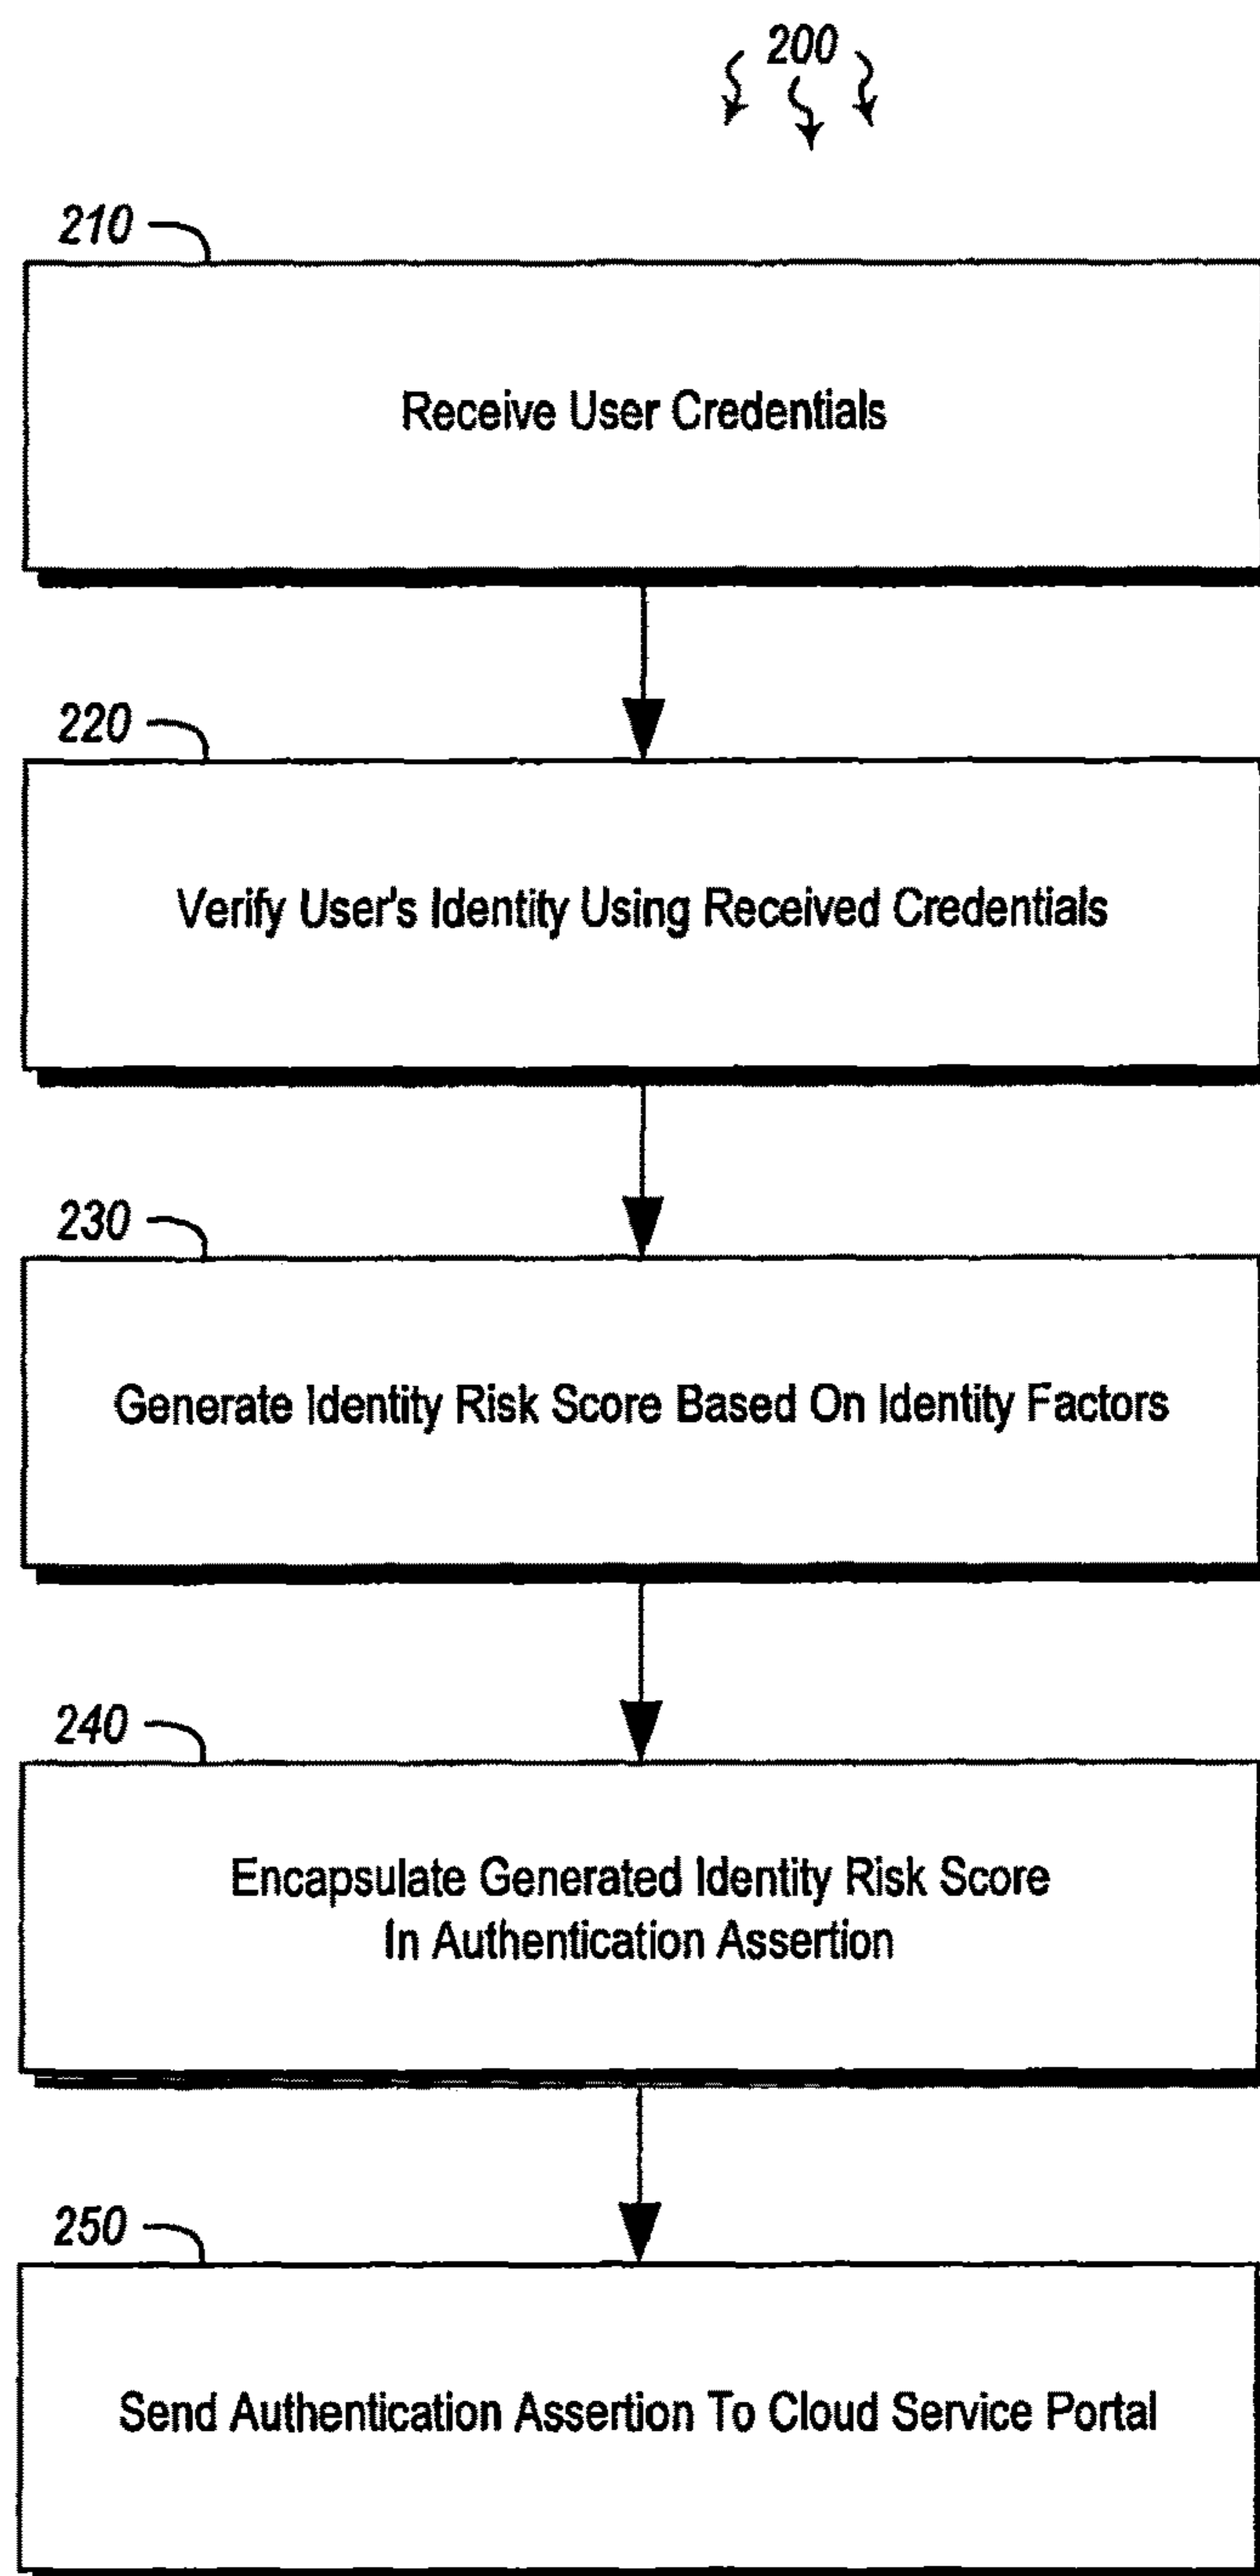 200
210
Receive User Credentials
220
Verify User's Identity Using Received Credentials
230
Generate Identity Risk Score Based On Identity Factors
240
Encapsulate Generated Identity Risk Score
In Authentication Assertion
250
Send Authentication Assertion To Cloud Service Portal